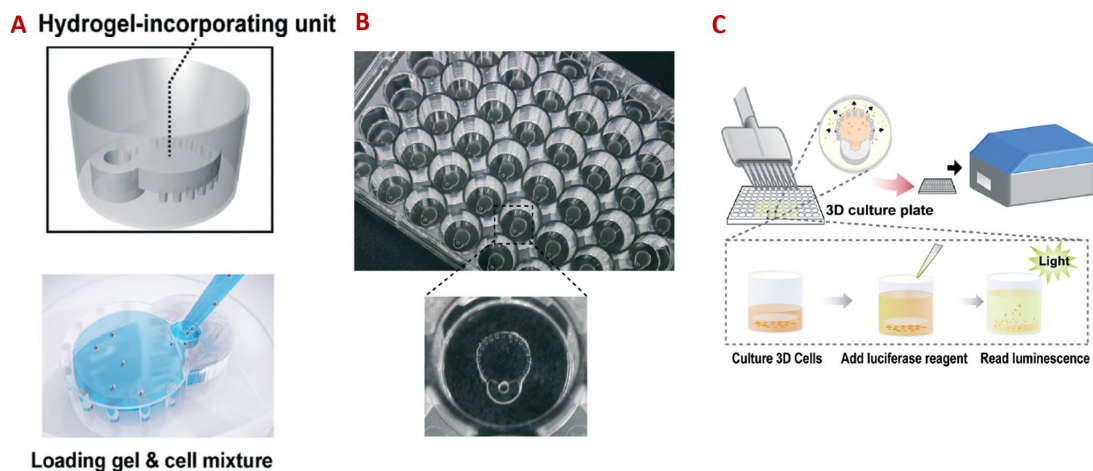 A
Hydrogel-incorporating unit
Loading gel & cell mixture
B
C
3D culture plate
Light
Culture 3D Cells
Add luciferase reagent
Read luminescence